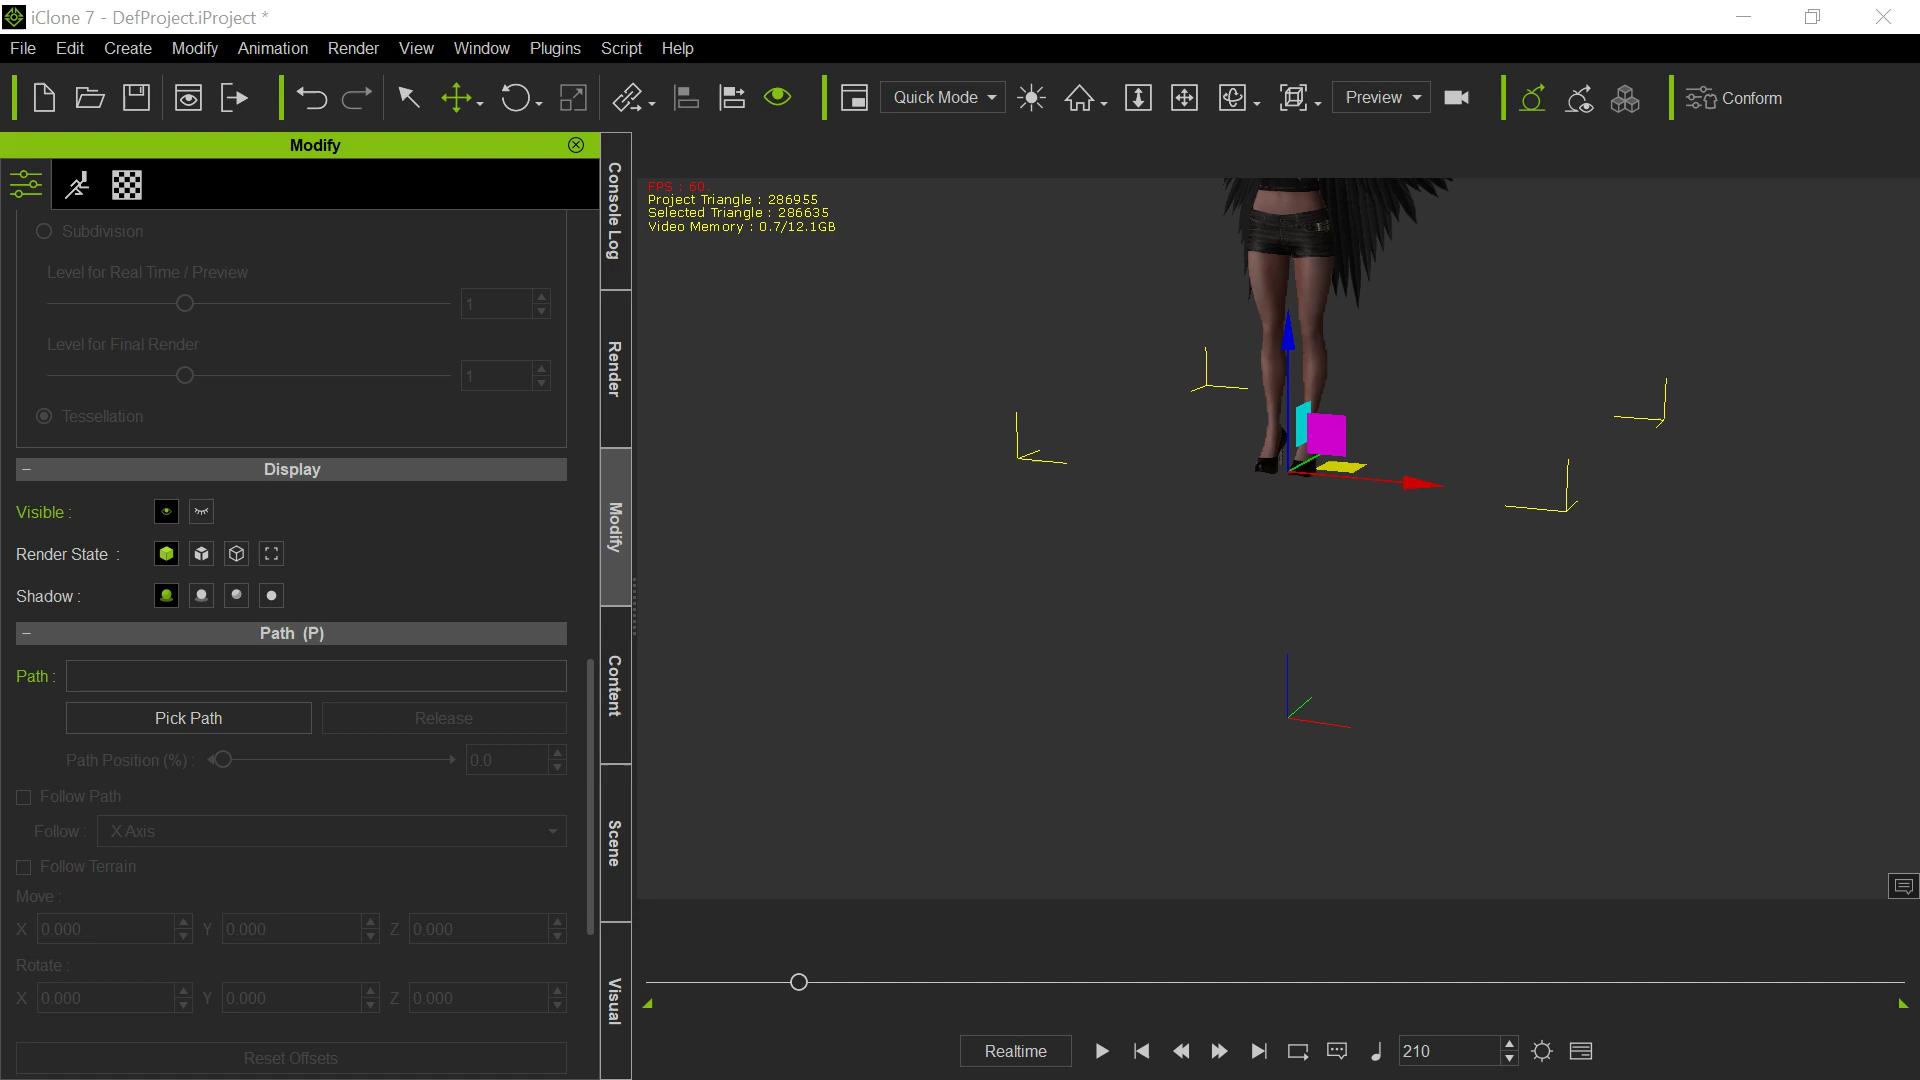 iClone 7 - DefProject.iProject *
File Edit Create Modify Animation Render View Window Plugins Script Help
Quick Mode
Preview
Conform
Modify
Subdivision
Level for Real Time / Preview
1
Level for Final Render
1
Tessellation
Display
Visible :
Render State :
Shadow :
Path (P)
Path :
Pick Path Release
Path Position (%) : 0.0
Follow Path
Follow : X Axis
Follow Terrain
Move :
X 0.000 Y 0.000 Z 0.000
Rotate :
X 0.000 Y 0.000 Z 0.000
Reset Offsets
Console Log
Render
Modify
Content
Scene
Visual
FPS : 60.
Project Triangle : 286955
Selected Triangle : 286635
Video Memory : 0.7/12.1GB
Realtime
210